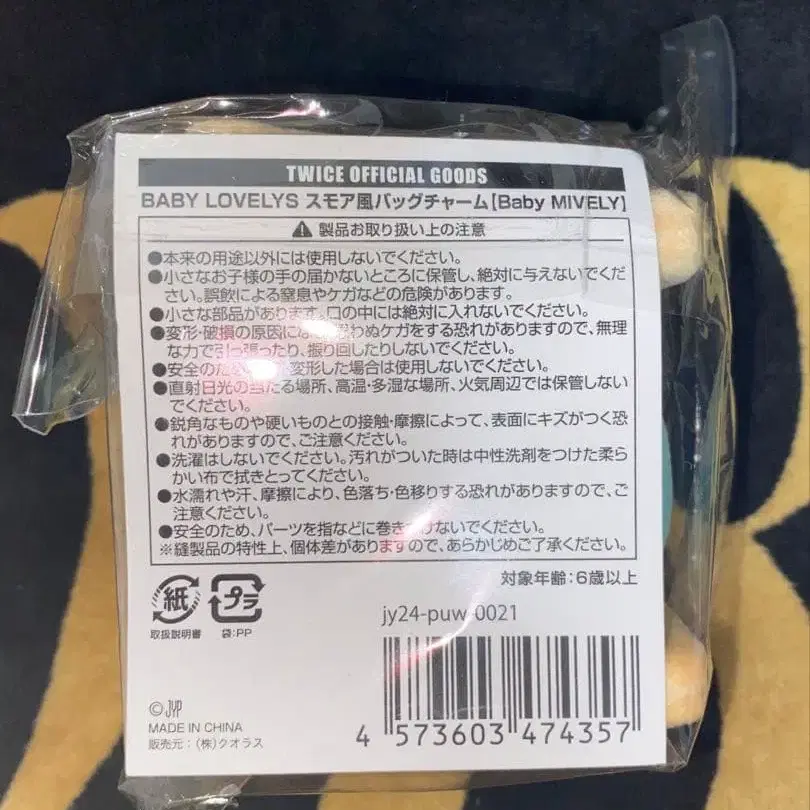 TWICE OFFICIAL GOODS
BABY LOVELYS スモア風バッグチャーム【Baby MIVELY】
製品お取り扱い上の注意
●本来の用途以外には使用しないでください。
●小さなお子様の手の届かないところに保管し、絶対に与えないでくだ
さい。誤飲による窒息やケガなどの危険があります。
●小さな部品があります。口の中には絶対に入れないでください。
●変形・破損の原因に わぬケガをする恐れがありますので、無理
な力で引っ張ったり、振り回したりしないでください。
●安全のため 変形した場合は使用しないでください。
●直射日光の当たる場所、高温・多湿な場所、火気周辺では保管しない
でください。
●鋭角なものや硬いものとの接触・摩擦によって、表面にキズがつく恐
れがありますので、ご注意ください。
●洗濯はしないでください。汚れがついた時は中性洗剤をつけた柔ら
かい布で拭きとってください。
●水濡れや汗、摩擦により、色落ち・色移りする恐れがありますので、ご
注意ください。
●安全のため、パーツを指などに巻き けないでください。
※縫製品の特性上、個体差がありますので、あらかじめご了承ください。
対象年齢:6歳以上
紙
プラ
取扱説明書
袋:PP
jy24-puw-0021
© JYP
MADE IN CHINA
販売元:(株)クオラス
4 573603 474357